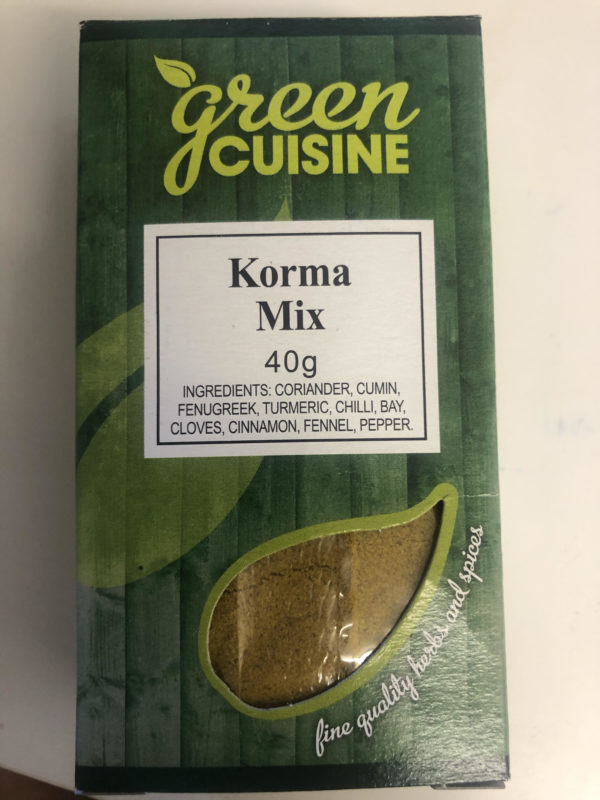 green
CUISINE
Korma
Mix
40g
INGREDIENTS: CORIANDER, CUMIN,
FENUGREEK, TURMERIC, CHILLI, BAY,
CLOVES, CINNAMON, FENNEL, PEPPER.
fine quality herbs and spices